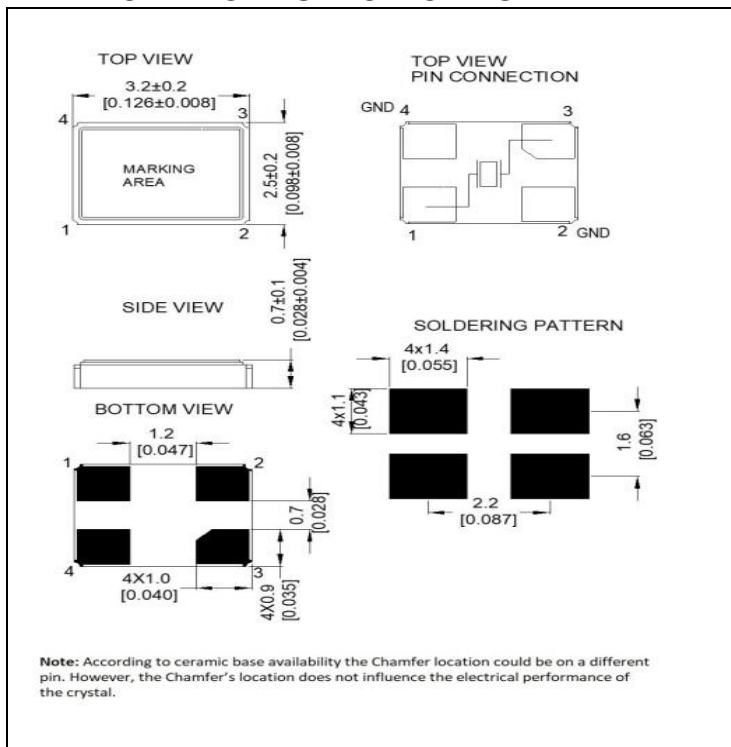 TOP VIEW
3.2±0.2
[0.126±0.008]
4
3
MARKING
AREA
2.5±0.2
[0.098±0.008]
1
2
TOP VIEW
PIN CONNECTION
GND 4
3
1
2 GND
SIDE VIEW
0.7±0.1
[0.028±0.004]
SOLDERING PATTERN
4x1.4
[0.055]
4x1.1
[0.043]
1.6
[0.063]
2.2
[0.087]
BOTTOM VIEW
1.2
[0.047]
1
2
0.7
[0.028]
4
3
4X1.0
[0.040]
4X0.9
[0.035]
Note: According to ceramic base availability the Chamfer location could be on a different
pin. However, the Chamfer's location does not influence the electrical performance of
the crystal.